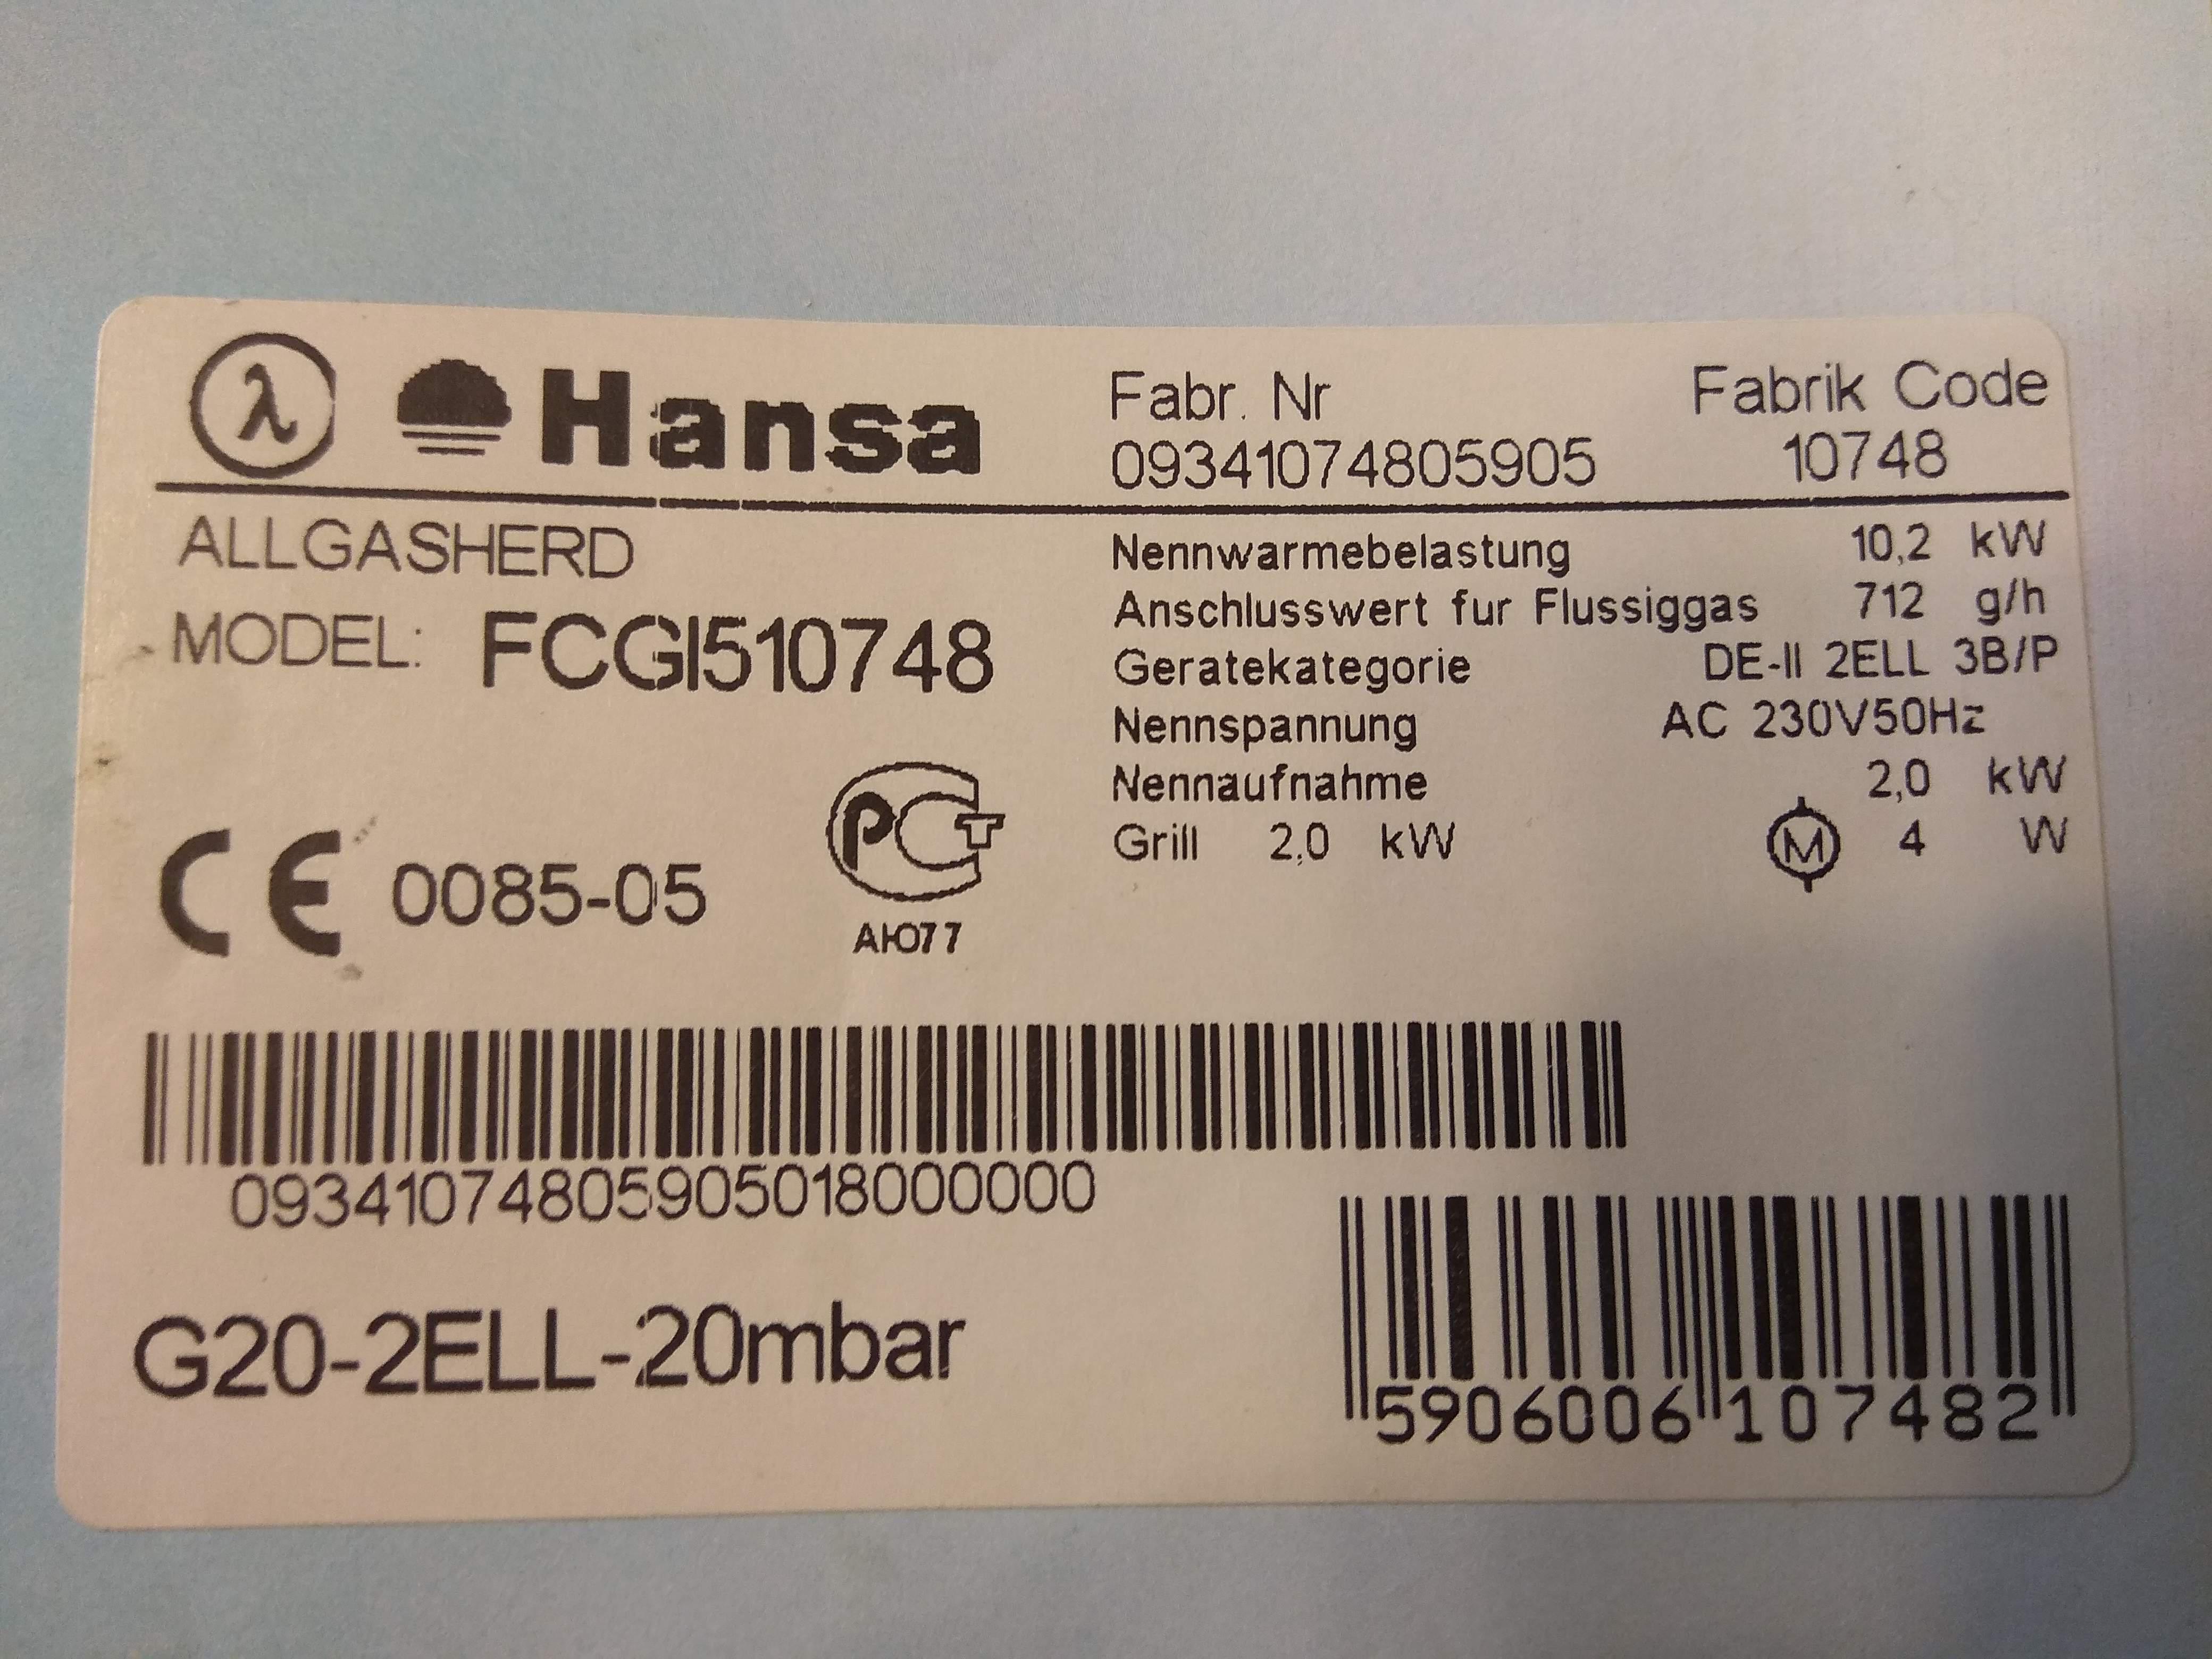 λ Hansa
Fabr. Nr
09341074805905
Fabrik Code
10748
ALLGASHERD
MODEL: FCGI510748
CE 0085-05
РСТ
АЮ77
Nennwarmebelastung 10,2 kW
Anschlusswert fur Flussiggas 712 g/h
Geratekategorie DE-II 2ELL 3B/P
Nennspannung AC 230V50Hz
Nennaufnahme 2,0 kW
Grill 2,0 kW M 4 W
09341074805905018000000
G20-2ELL-20mbar
5906006107482